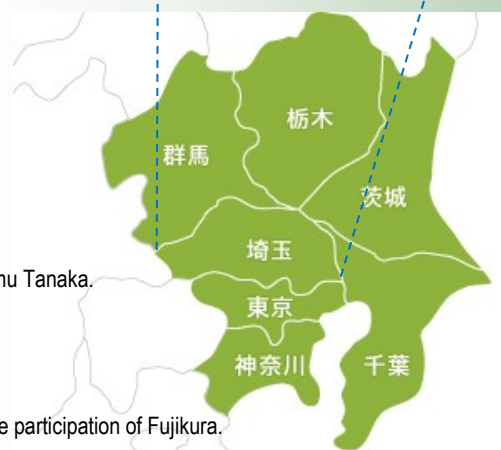 栃木
群馬
茨城
埼玉
nu Tanaka.
東京
神奈川
千葉
e participation of Fujikura.